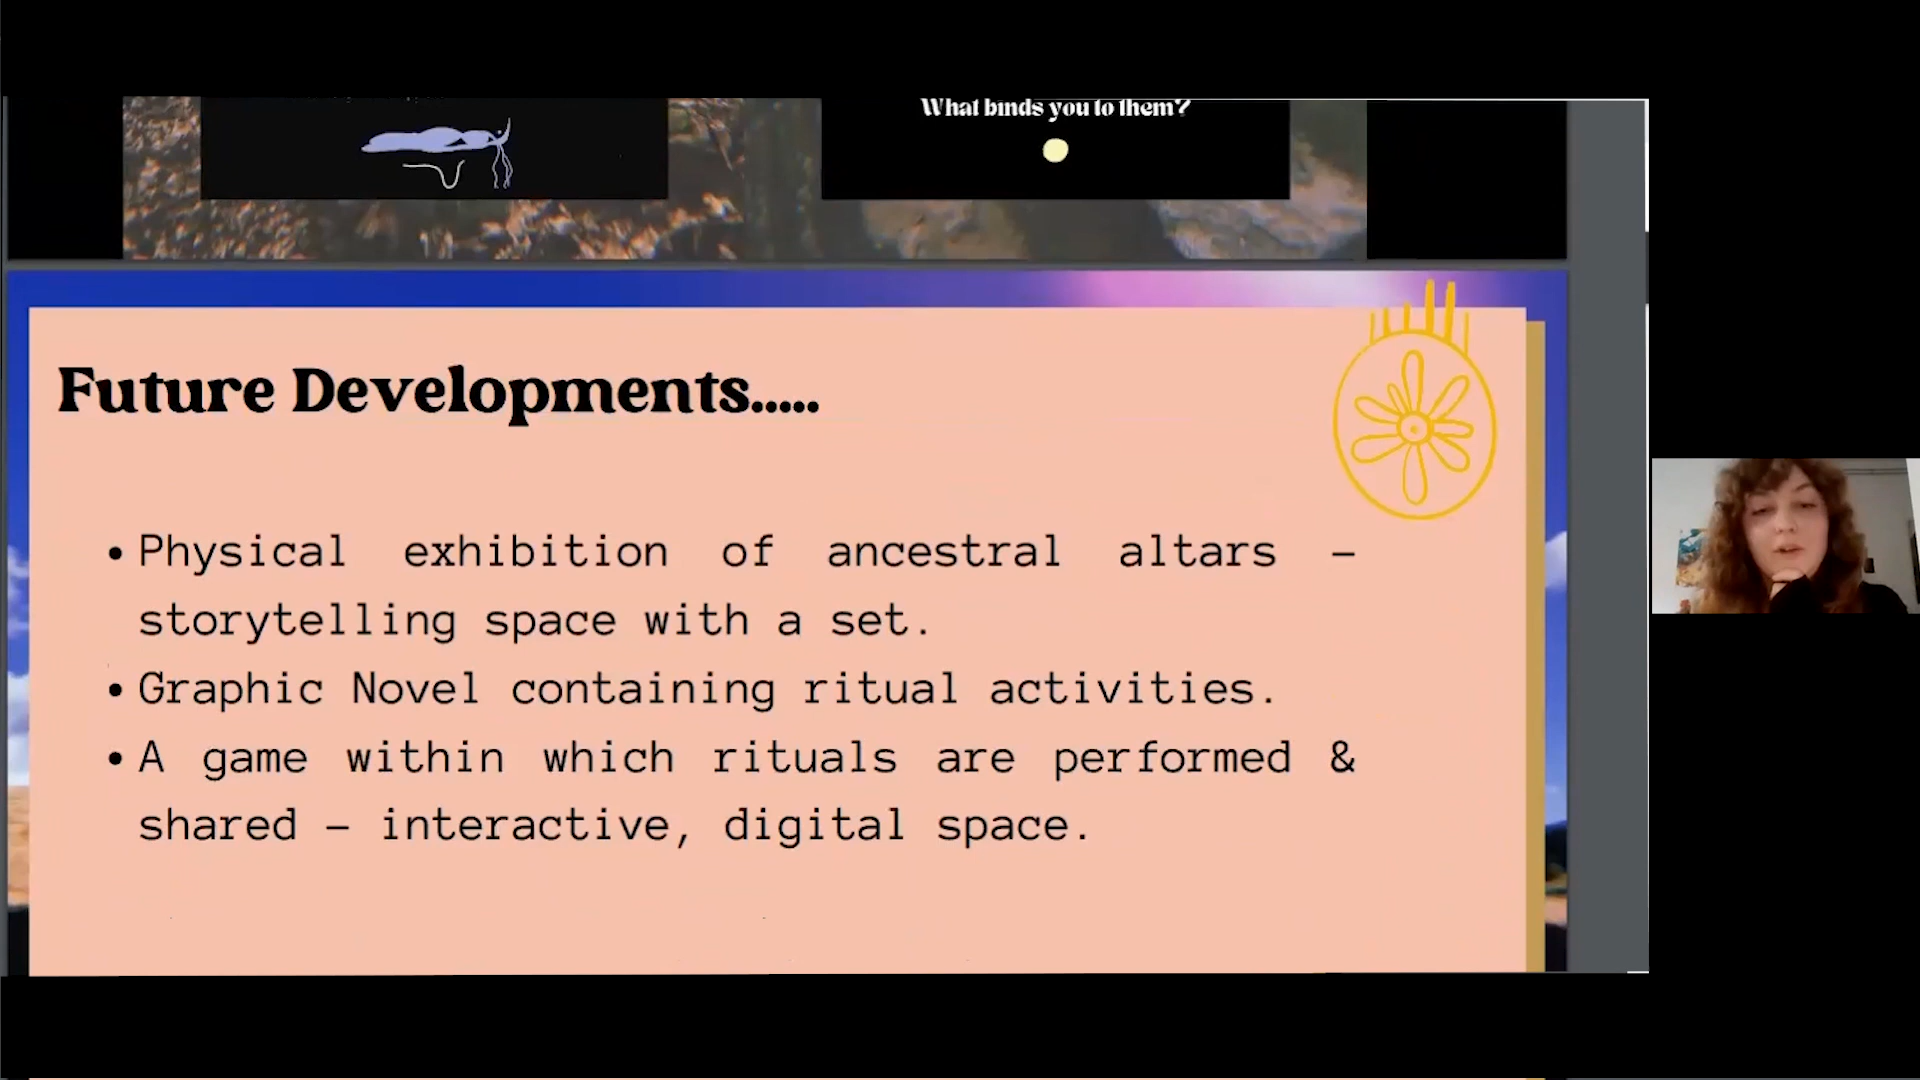 What binds you to them?
Future Developments.....
• Physical exhibition of ancestral altars –
storytelling space with a set.
• Graphic Novel containing ritual activities.
• A game within which rituals are performed &
shared – interactive, digital space.